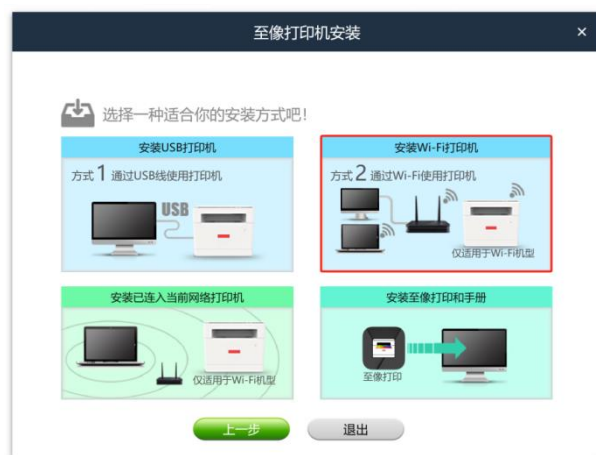 至像打印机安装
×
选择一种适合你的安装方式吧!
安装USB打印机
方式1 通过USB线使用打印机
USB
安装Wi-Fi打印机
方式2 通过Wi-Fi使用打印机
仅适用于Wi-Fi机型
安装已连入当前网络打印机
仅适用于Wi-Fi机型
安装至像打印和手册
至像打印
上一步
退出